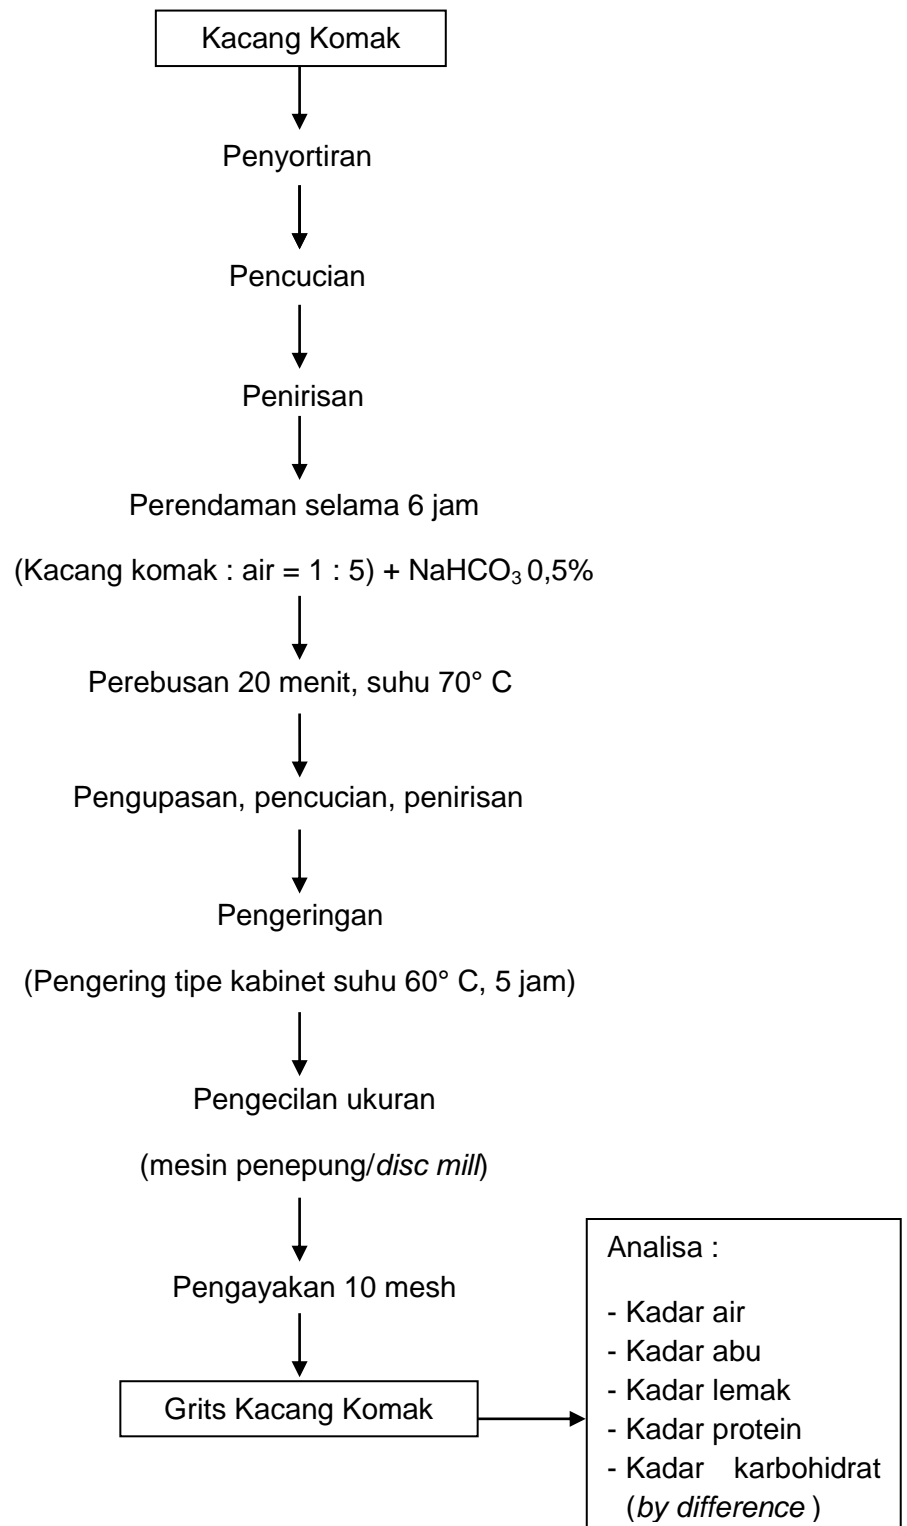 Kacang Komak
Penyortiran
Pencucian
Penirisan
Perendaman selama 6 jam
(Kacang komak : air = 1 : 5) + NaHCO₃ 0,5%
Perebusan 20 menit, suhu 70° C
Pengupasan, pencucian, penirisan
Pengeringan
(Pengering tipe kabinet suhu 60° C, 5 jam)
Pengecilan ukuran
(mesin penepung/disc mill)
Pengayakan 10 mesh
Grits Kacang Komak
Analisa :
- Kadar air
- Kadar abu
- Kadar lemak
- Kadar protein
- Kadar karbohidrat
(by difference )